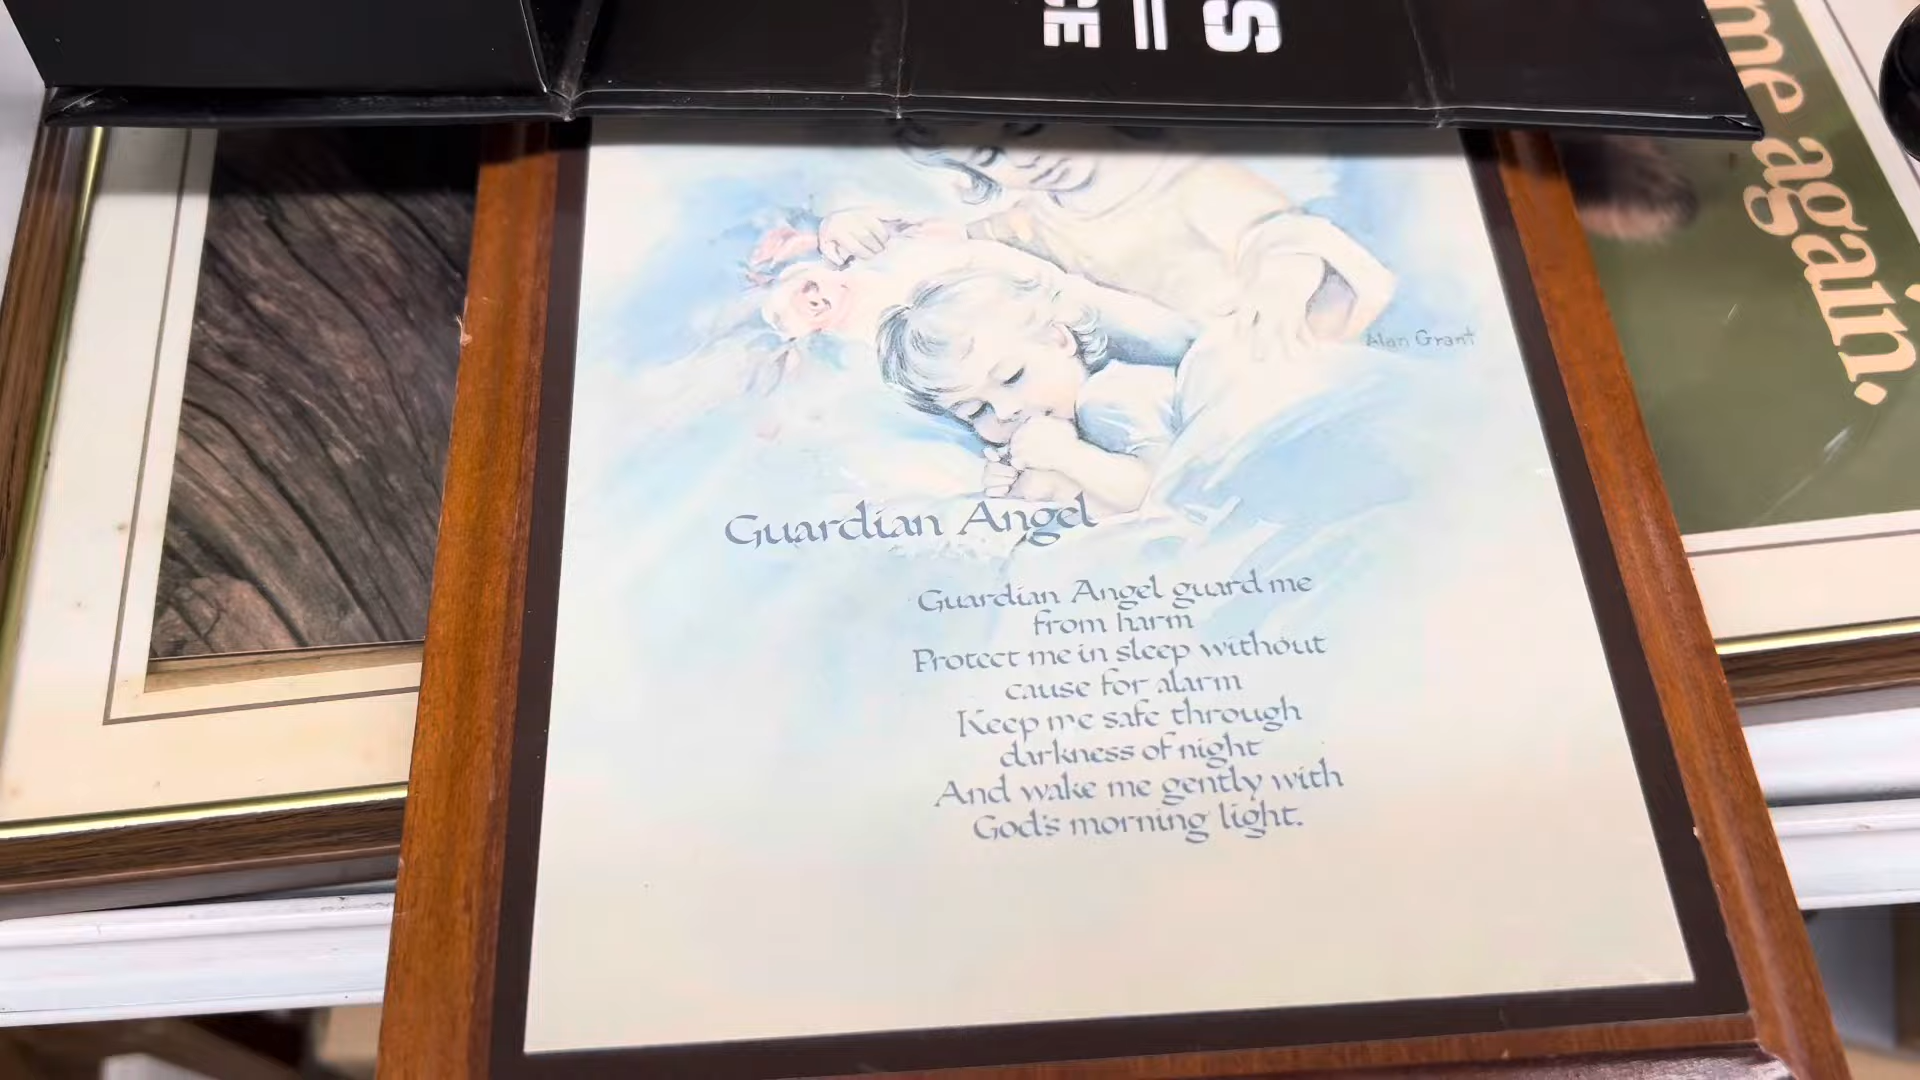 me again.
Alan Grant
Guardian Angel
Guardian Angel guard me
from harm
Protect me in sleep without
cause for alarm
Keep me safe through
darkness of night
And wake me gently with
God's morning light.